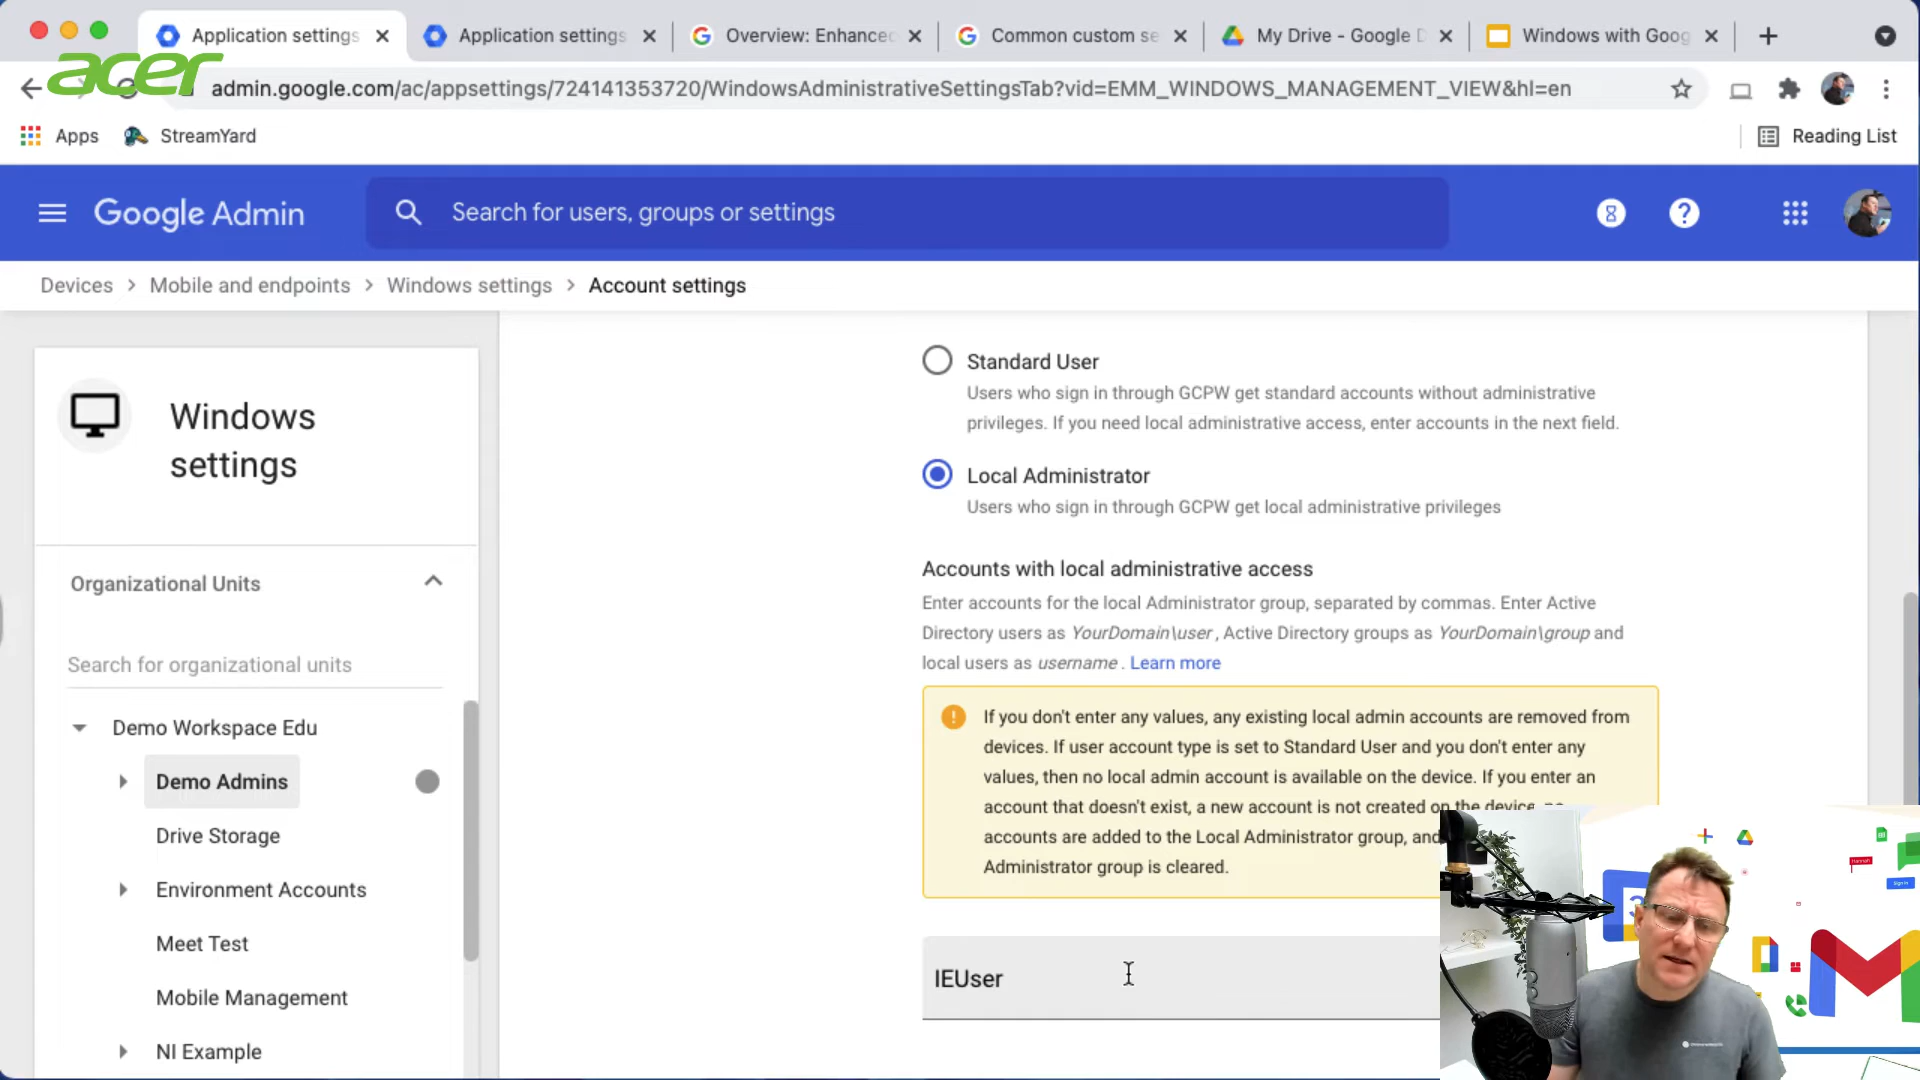 Application settings
Application settings
Overview: Enhanced
Common custom se
My Drive - Google D
Windows with Goog
acer
admin.google.com/ac/appsettings/724141353720/WindowsAdministrativeSettingsTab?vid=EMM_WINDOWS_MANAGEMENT_VIEW&hl=en
Apps
StreamYard
Reading List
Google Admin
Search for users, groups or settings
Devices > Mobile and endpoints > Windows settings > Account settings
Windows
settings
Organizational Units
Search for organizational units
Demo Workspace Edu
Demo Admins
Drive Storage
Environment Accounts
Meet Test
Mobile Management
NI Example
Standard User
Users who sign in through GCPW get standard accounts without administrative
privileges. If you need local administrative access, enter accounts in the next field.
Local Administrator
Users who sign in through GCPW get local administrative privileges
Accounts with local administrative access
Enter accounts for the local Administrator group, separated by commas. Enter Active
Directory users as YourDomain\user , Active Directory groups as YourDomain\group and
local users as username . Learn more
If you don't enter any values, any existing local admin accounts are removed from
devices. If user account type is set to Standard User and you don't enter any
values, then no local admin account is available on the device. If you enter an
account that doesn't exist, a new account is not created on the device, no
accounts are added to the Local Administrator group, and
Administrator group is cleared.
IEUser
Hannah
Sign in